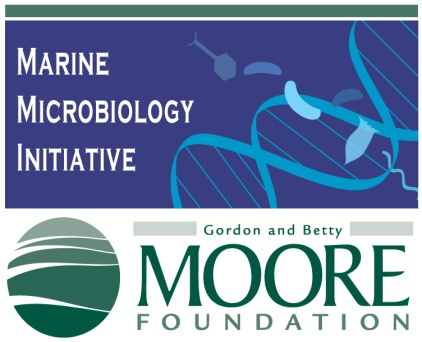 MARINE
MICROBIOLOGY
INITIATIVE
Gordon and Betty
MOORE
FOUNDATION